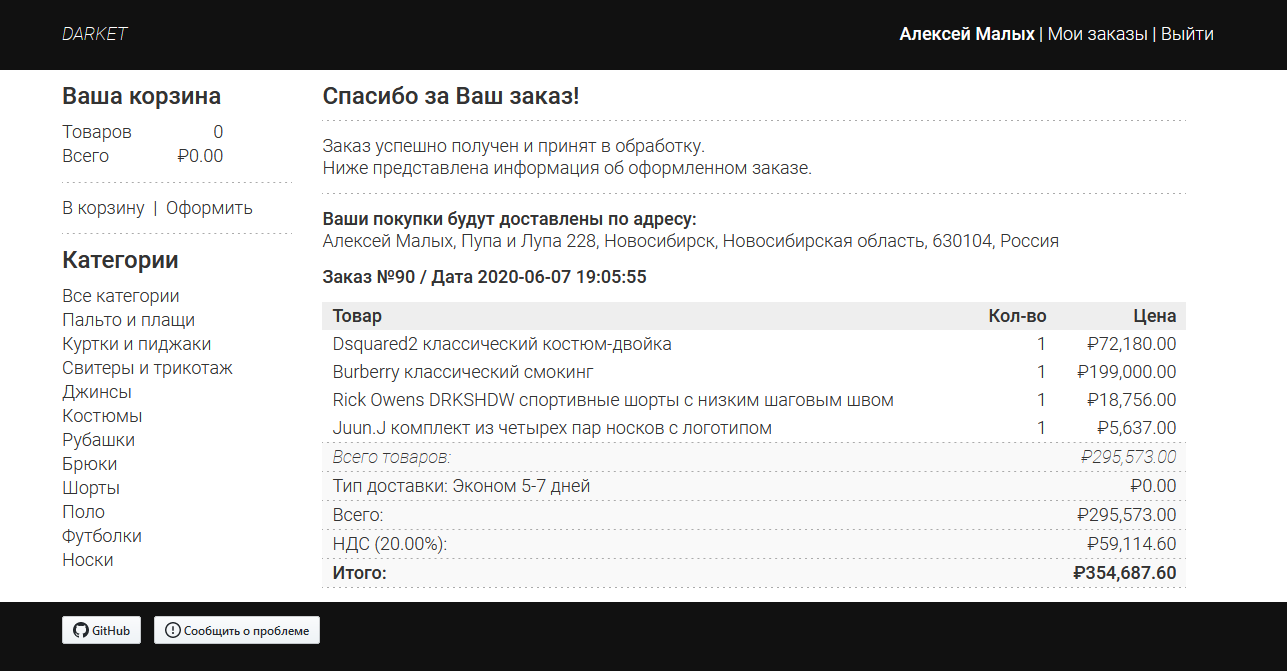 DARKET
Алексей Малых | Мои заказы | Выйти
Ваша корзина
Товаров 0
Всего ₽0.00
В корзину | Оформить
Категории
Все категории
Пальто и плащи
Куртки и пиджаки
Свитеры и трикотаж
Джинсы
Костюмы
Рубашки
Брюки
Шорты
Поло
Футболки
Носки
Спасибо за Ваш заказ!
Заказ успешно получен и принят в обработку.
Ниже представлена информация об оформленном заказе.
Ваши покупки будут доставлены по адресу:
Алексей Малых, Пупа и Лупа 228, Новосибирск, Новосибирская область, 630104, Россия
Заказ №90 / Дата 2020-06-07 19:05:55
Товар Кол-во Цена
Dsquared2 классический костюм-двойка 1 ₽72,180.00
Burberry классический смокинг 1 ₽199,000.00
Rick Owens DRKSHDW спортивные шорты с низким шаговым швом 1 ₽18,756.00
Juun.J комплект из четырех пар носков с логотипом 1 ₽5,637.00
Всего товаров: ₽295,573.00
Тип доставки: Эконом 5-7 дней ₽0.00
Всего: ₽295,573.00
НДС (20.00%): ₽59,114.60
Итого: ₽354,687.60
GitHub Сообщить о проблеме